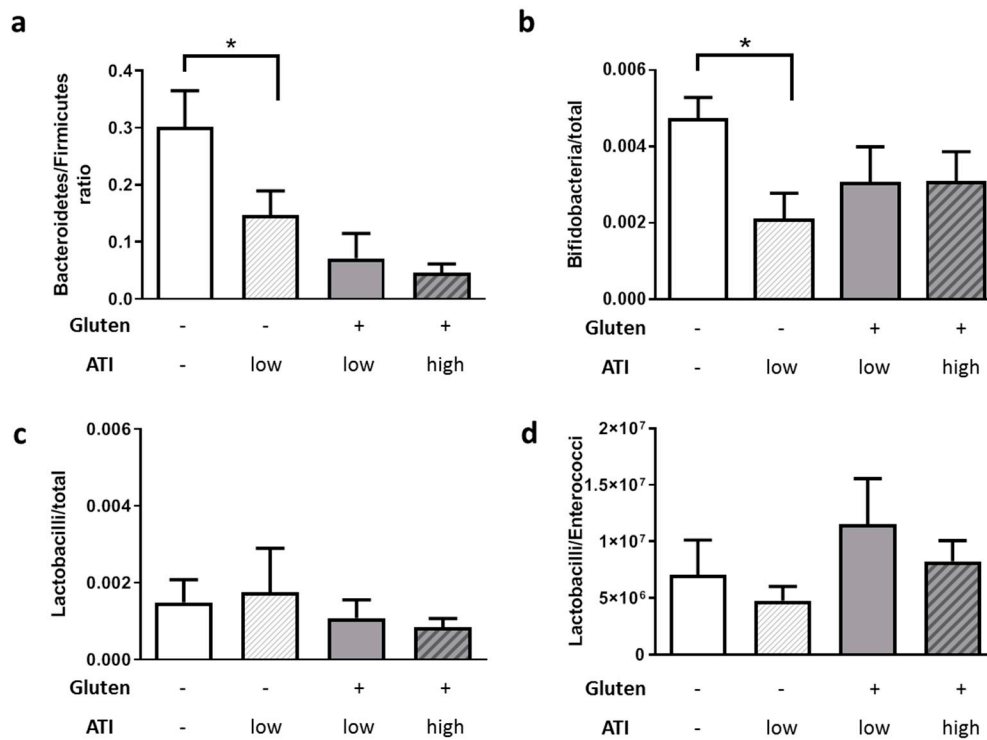 a
*
Bacteroidetes/Firmicutes
ratio
0.4
0.3
0.2
0.1
0.0
Gluten - - + +
ATI - low low high
b
*
Bifidobacteria/total
0.006
0.004
0.002
0.000
Gluten - - + +
ATI - low low high
c
Lactobacilli/total
0.006
0.004
0.002
0.000
Gluten - - + +
ATI - low low high
d
Lactobacilli/Enterococci
2×10⁷
1.5×10⁷
1×10⁷
5×10⁶
0
Gluten - - + +
ATI - low low high